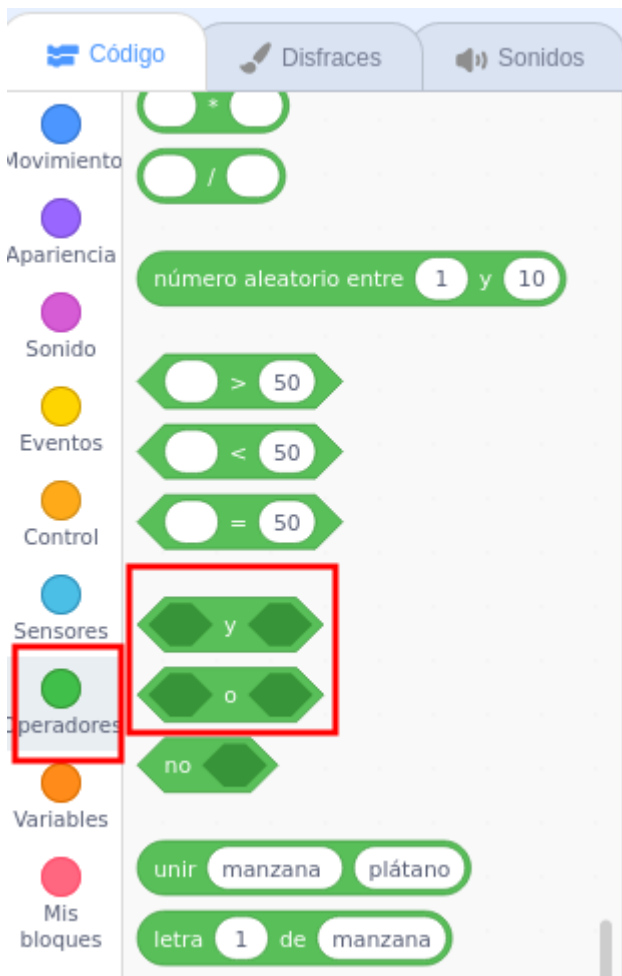 Código
Disfraces
Sonidos
Movimiento
Apariencia
Sonido
Eventos
Control
Sensores
Operadores
Variables
Mis
bloques
*
/
número aleatorio entre 1 y 10
> 50
< 50
= 50
y
o
no
unir manzana plátano
letra 1 de manzana